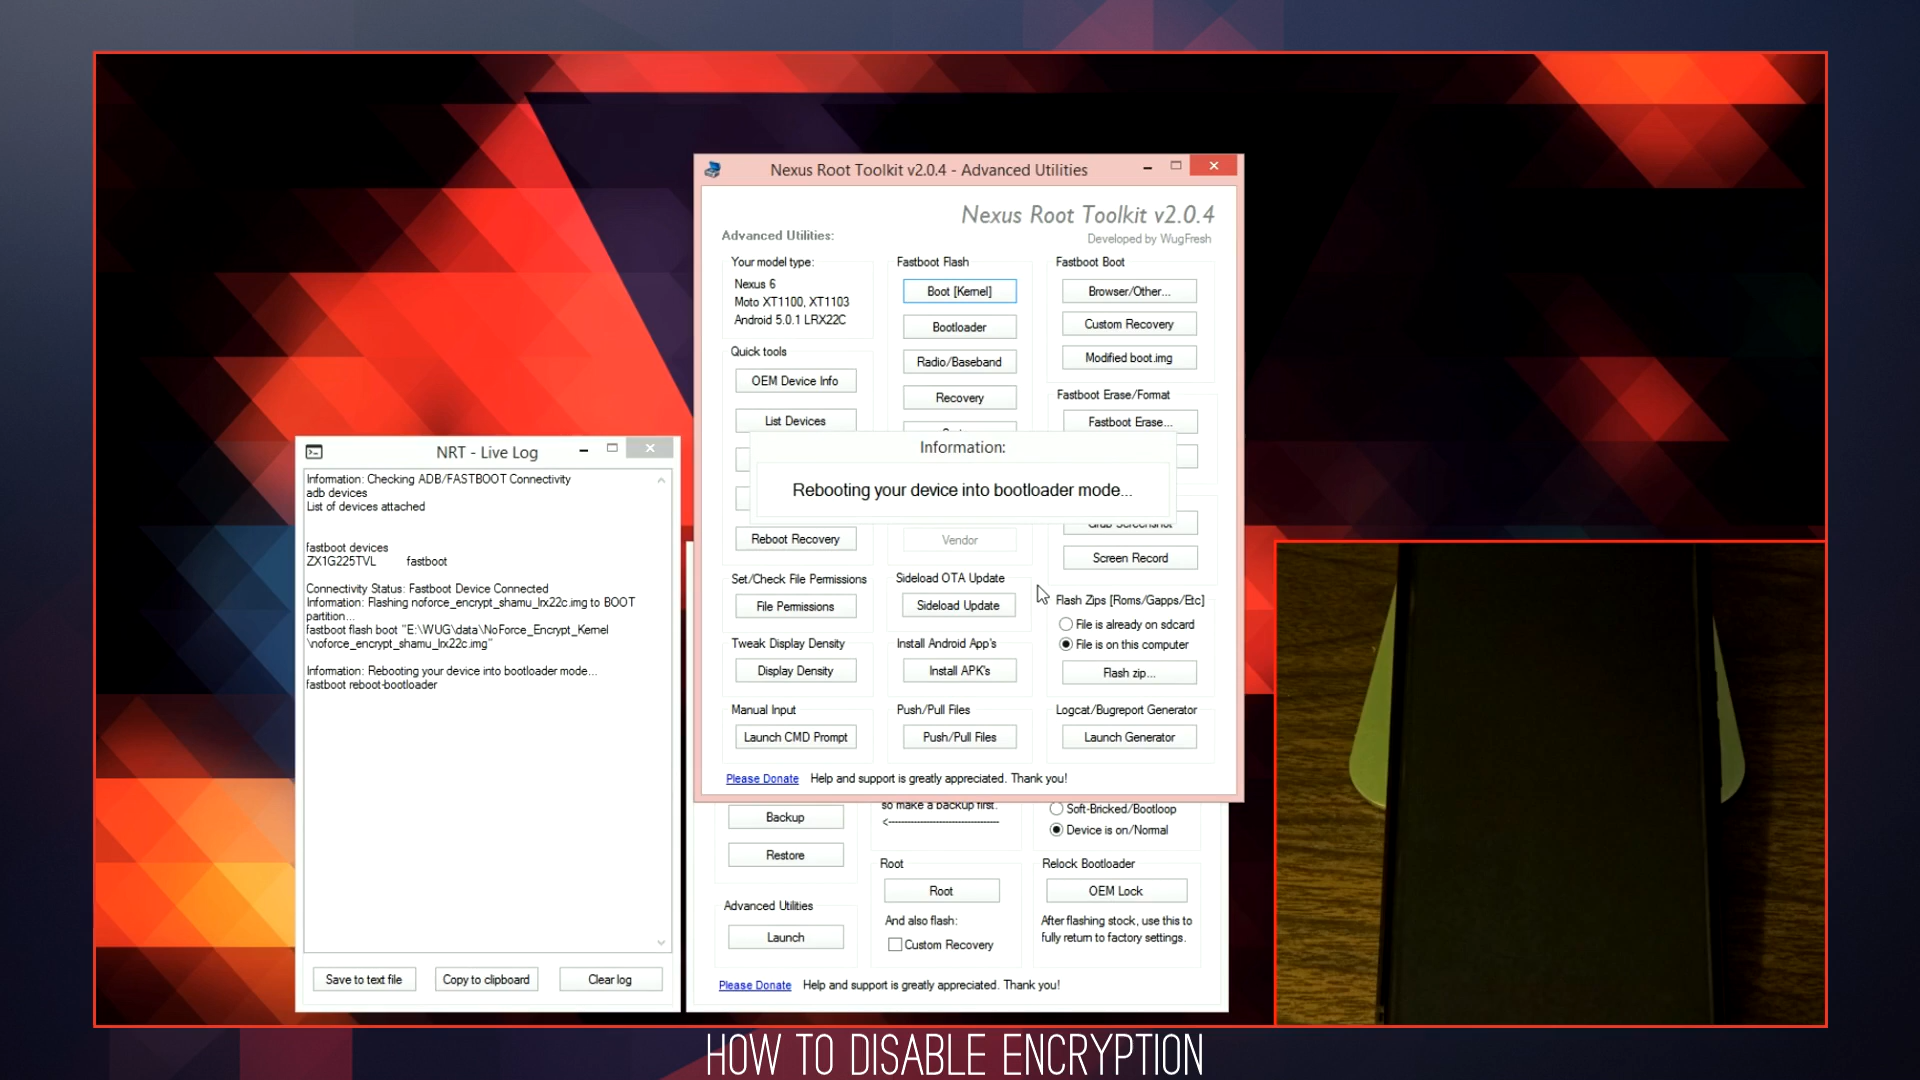 Nexus Root Toolkit v2.0.4 - Advanced Utilities
Nexus Root Toolkit v2.0.4
Developed by WugFresh
Advanced Utilities:
Your model type:
Nexus 6
Moto XT1100, XT1103
Android 5.0.1 LRX22C
Quick tools
OEM Device Info
List Devices
Reboot Recovery
Set/Check File Permissions
File Permissions
Tweak Display Density
Display Density
Manual Input
Launch CMD Prompt
Fastboot Flash
Boot [Kernel]
Bootloader
Radio/Baseband
Recovery
Vendor
Sideload OTA Update
Sideload Update
Install Android App's
Install APK's
Push/Pull Files
Push/Pull Files
Fastboot Boot
Browser/Other...
Custom Recovery
Modified boot.img
Fastboot Erase/Format
Fastboot Erase...
Grab Screenshot
Screen Record
Flash Zips [Roms/Gapps/Etc]
File is already on sdcard
File is on this computer
Flash zip...
Logcat/Bugreport Generator
Launch Generator
Please Donate Help and support is greatly appreciated. Thank you!
Information:
Rebooting your device into bootloader mode...
NRT - Live Log
Information: Checking ADB/FASTBOOT Connectivity
adb devices
List of devices attached
fastboot devices
ZX1G225TVL fastboot
Connectivity Status: Fastboot Device Connected
Information: Flashing noforce_encrypt_shamu_lrx22c.img to BOOT
partition...
fastboot flash boot "E:\WUG\data\NoForce_Encrypt_Kernel
\noforce_encrypt_shamu_lrx22c.img"
Information: Rebooting your device into bootloader mode...
fastboot reboot-bootloader
Save to text file
Copy to clipboard
Clear log
Backup
Restore
Advanced Utilities
Launch
so make a backup first.
<----------------------------------
Root
Root
And also flash:
Custom Recovery
Soft-Bricked/Bootloop
Device is on/Normal
Relock Bootloader
OEM Lock
After flashing stock, use this to
fully return to factory settings.
Please Donate Help and support is greatly appreciated. Thank you!
HOW TO DISABLE ENCRYPTION